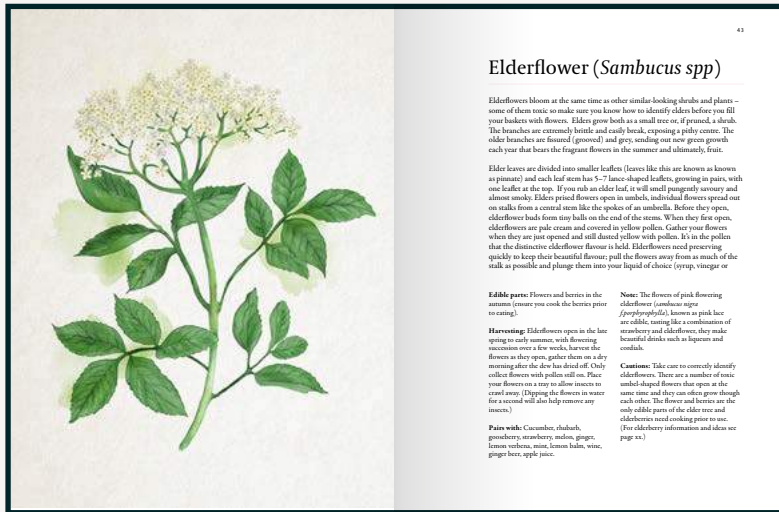 43
Elderflower (Sambucus spp)
Elderflowers bloom at the same time as other similar-looking shrubs and plants –
some of them toxic so make sure you know how to identify elders before you fill
your baskets with flowers. Elders grow both as a small tree or, if pruned, a shrub.
The branches are extremely brittle and easily break, exposing a pithy centre. The
older branches are fissured (grooved) and grey, sending out new green growth
each year that bears the fragrant flowers in the summer and ultimately, fruit.
Elder leaves are divided into smaller leaflets (leaves like this are known as known
as pinnate) and each leaf stem has 5–7 lance-shaped leaflets, growing in pairs, with
one leaflet at the top. If you rub an elder leaf, it will smell pungently savoury and
almost smoky. Elders prised flowers open in umbels, individual flowers spread out
on stalks from a central stem like the spokes of an umbrella. Before they open,
elderflower buds form tiny balls on the end of the stems. When they first open,
elderflowers are pale cream and covered in yellow pollen. Gather your flowers
when they are just opened and still dusted yellow with pollen. It's in the pollen
that the distinctive elderflower flavour is held. Elderflowers need preserving
quickly to keep their beautiful flavour; pull the flowers away from as much of the
stalk as possible and plunge them into your liquid of choice (syrup, vinegar or
Edible parts: Flowers and berries in the
autumn (ensure you cook the berries prior
to eating).
Harvesting: Elderflowers open in the late
spring to early summer, with flowering
succession over a few weeks, harvest the
flowers as they open, gather them on a dry
morning after the dew has dried off. Only
collect flowers with pollen still on. Place
your flowers on a tray to allow insects to
crawl away. (Dipping the flowers in water
for a second will also help remove any
insects.)
Pairs with: Cucumber, rhubarb,
gooseberry, strawberry, melon, ginger,
lemon verbena, mint, lemon balm, wine,
ginger beer, apple juice.
Note: The flowers of pink flowering
elderflower (sambucus nigra
f.porphyrophylla), known as pink lace
are edible, tasting like a combination of
strawberry and elderflower, they make
beautiful drinks such as liqueurs and
cordials.
Cautions: Take care to correctly identify
elderflowers. There are a number of toxic
umbel-shaped flowers that open at the
same time and they can often grow though
each other. The flower and berries are the
only edible parts of the elder tree and
elderberries need cooking prior to use.
(For elderberry information and ideas see
page xx.)